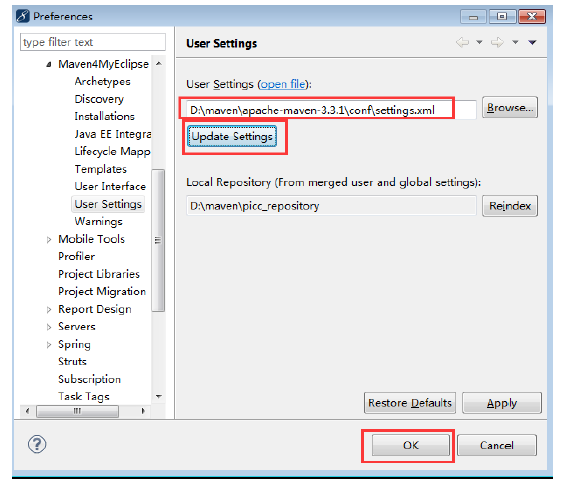 Preferences
type filter text
User Settings
Maven4MyEclipse
Archetypes
Discovery
Installations
Java EE Integra
Lifecycle Mapp
Templates
User Interface
User Settings
Warnings
Mobile Tools
Profiler
Project Libraries
Project Migration
Report Design
Servers
Spring
Struts
Subscription
Task Tags
User Settings (open file):
D:\maven\apache-maven-3.3.1\conf\settings.xml
Browse...
Update Settings
Local Repository (From merged user and global settings):
D:\maven\picc_repository
Reindex
Restore Defaults
Apply
OK
Cancel